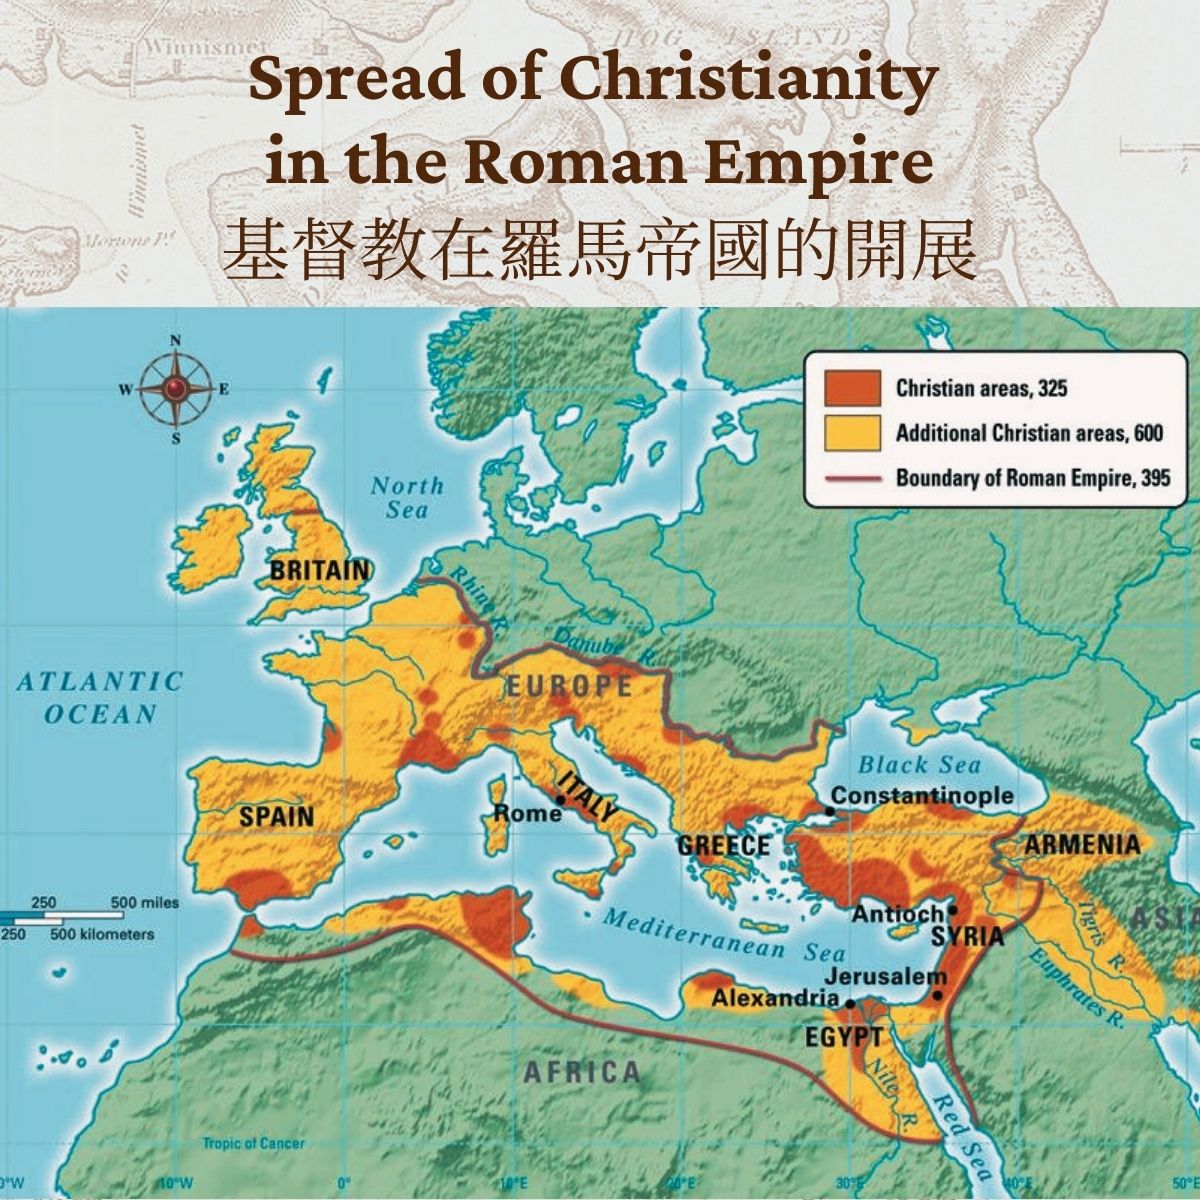 Spread of Christianity
in the Roman Empire
基督教在羅馬帝國的開展
Winnisimet
HOG ISLAND
Winnisimet
Mortons Pt.
N
W E
S
Christian areas, 325
Additional Christian areas, 600
Boundary of Roman Empire, 395
North
Sea
BRITAIN
Rhine R.
Danube R.
ATLANTIC
OCEAN
EUROPE
Black Sea
Constantinople
SPAIN
Rome
ITALY
GREECE
ARMENIA
250 500 miles
250 500 kilometers
Mediterranean Sea
Antioch
SYRIA
Tigris R.
ASI
Euphrates R.
Jerusalem
Alexandria
EGYPT
AFRICA
Nile R.
Red Sea
Tropic of Cancer
0°W 10°W 0° 10°E 20°E 30°E 40°E 50°E